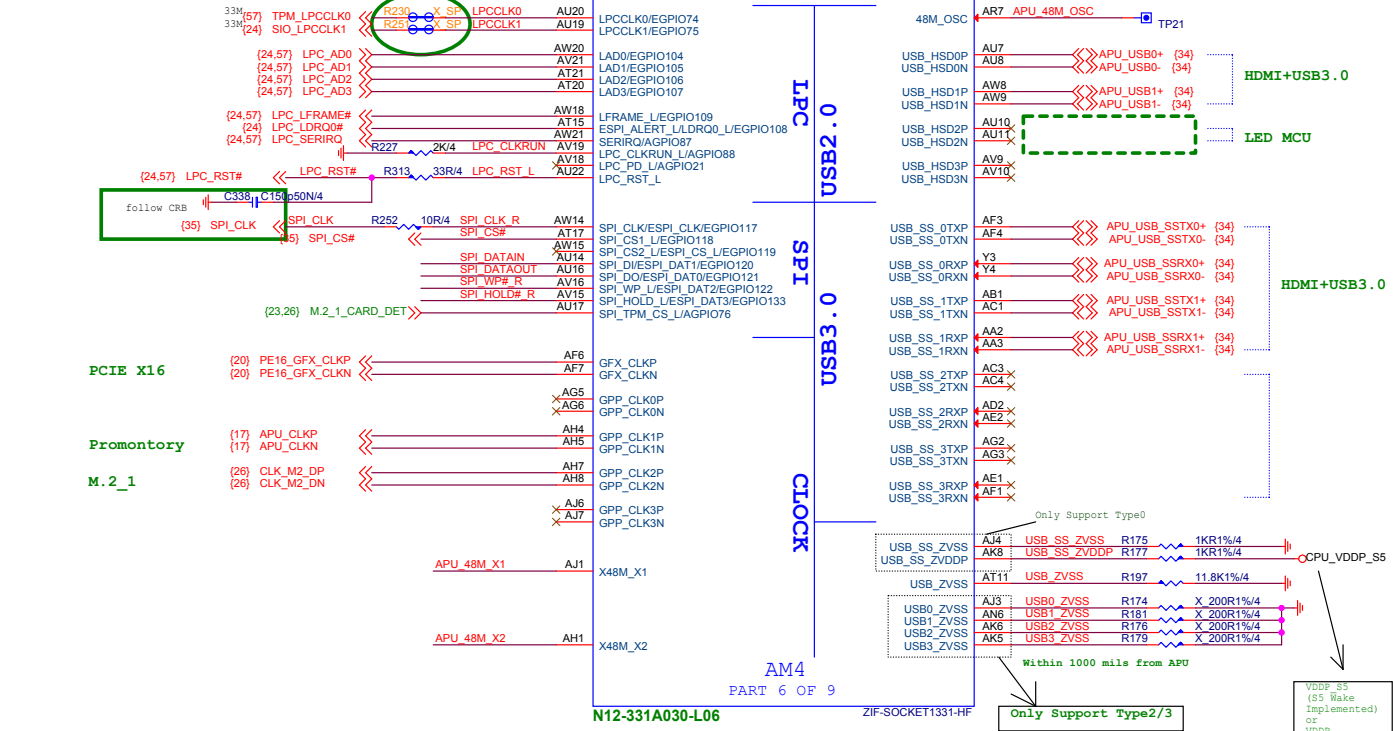 33M {57} TPM_LPCCLK0 R230 X_SP LPCCLK0 AU20 LPCCLK0/EGPIO74
33M {24} SIO_LPCCLK1 R251 X_SP LPCCLK1 AU19 LPCCLK1/EGPIO75
{24,57} LPC_AD0 AW20 LAD0/EGPIO104
{24,57} LPC_AD1 AV21 LAD1/EGPIO105
{24,57} LPC_AD2 AT21 LAD2/EGPIO106
{24,57} LPC_AD3 AT20 LAD3/EGPIO107
{24,57} LPC_LFRAME# AW18 LFRAME_L/EGPIO109
{24} LPC_LDRQ0# AT15 ESPI_ALERT_L/LDRQ0_L/EGPIO108
{24,57} LPC_SERIRQ AW21 SERIRQ/AGPIO87
R227 2K/4 LPC_CLKRUN AV19 LPC_CLKRUN_L/AGPIO88
AV18 LPC_PD_L/AGPIO21
{24,57} LPC_RST# LPC_RST# R313 33R/4 LPC_RST_L AU22 LPC_RST_L
C338 C150p50N/4
follow CRB
{35} SPI_CLK SPI_CLK R252 10R/4 SPI_CLK_R AW14 SPI_CLK/ESPI_CLK/EGPIO117
{35} SPI_CS# SPI_CS# AT17 SPI_CS1_L/EGPIO118
AW15 SPI_CS2_L/ESPI_CS_L/EGPIO119
SPI_DATAIN AU14 SPI_DI/ESPI_DAT1/EGPIO120
SPI_DATAOUT AU16 SPI_DO/ESPI_DAT0/EGPIO121
SPI_WP#_R AV16 SPI_WP_L/ESPI_DAT2/EGPIO122
SPI_HOLD#_R AV15 SPI_HOLD_L/ESPI_DAT3/EGPIO133
{23,26} M.2_1_CARD_DET AU17 SPI_TPM_CS_L/AGPIO76
PCIE X16
{20} PE16_GFX_CLKP AF6 GFX_CLKP
{20} PE16_GFX_CLKN AF7 GFX_CLKN
AG5 GPP_CLK0P
AG6 GPP_CLK0N
Promontory
{17} APU_CLKP AH4 GPP_CLK1P
{17} APU_CLKN AH5 GPP_CLK1N
M.2_1
{26} CLK_M2_DP AH7 GPP_CLK2P
{26} CLK_M2_DN AH8 GPP_CLK2N
AJ6 GPP_CLK3P
AJ7 GPP_CLK3N
APU_48M_X1 AJ1 X48M_X1
APU_48M_X2 AH1 X48M_X2
N12-331A030-L06
LPC
USB2.0
SPI
USB3.0
CLOCK
AM4
PART 6 OF 9
ZIF-SOCKET1331-HF
48M_OSC AR7 APU_48M_OSC TP21
USB_HSD0P AU7 APU_USB0+ {34}
USB_HSD0N AU8 APU_USB0- {34}
HDMI+USB3.0
USB_HSD1P AW8 APU_USB1+ {34}
USB_HSD1N AW9 APU_USB1- {34}
USB_HSD2P AU10
USB_HSD2N AU11
LED MCU
USB_HSD3P AV9
USB_HSD3N AV10
USB_SS_0TXP AF3 APU_USB_SSTX0+ {34}
USB_SS_0TXN AF4 APU_USB_SSTX0- {34}
USB_SS_0RXP Y3 APU_USB_SSRX0+ {34}
USB_SS_0RXN Y4 APU_USB_SSRX0- {34}
HDMI+USB3.0
USB_SS_1TXP AB1 APU_USB_SSTX1+ {34}
USB_SS_1TXN AC1 APU_USB_SSTX1- {34}
USB_SS_1RXP AA2 APU_USB_SSRX1+ {34}
USB_SS_1RXN AA3 APU_USB_SSRX1- {34}
USB_SS_2TXP AC3
USB_SS_2TXN AC4
USB_SS_2RXP AD2
USB_SS_2RXN AE2
USB_SS_3TXP AG2
USB_SS_3TXN AG3
USB_SS_3RXP AE1
USB_SS_3RXN AF1
Only Support Type0
USB_SS_ZVSS AJ4 USB_SS_ZVSS R175 1KR1%/4
USB_SS_ZVDDP AK8 USB_SS_ZVDDP R177 1KR1%/4 CPU_VDDP_S5
USB_ZVSS AT11 USB_ZVSS R197 11.8K1%/4
USB0_ZVSS AJ3 USB0_ZVSS R174 X_200R1%/4
USB1_ZVSS AN6 USB1_ZVSS R181 X_200R1%/4
USB2_ZVSS AK6 USB2_ZVSS R176 X_200R1%/4
USB3_ZVSS AK5 USB3_ZVSS R179 X_200R1%/4
Within 1000 mils from APU
Only Support Type2/3
VDDP_S5
(S5 Wake
Implemented)
or
VDDP